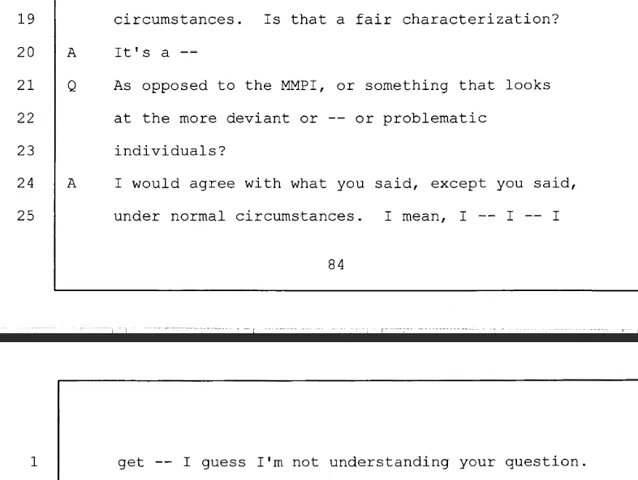 19 circumstances. Is that a fair characterization?
20 A It's a --
21 Q As opposed to the MMPI, or something that looks
22 at the more deviant or -- or problematic
23 individuals?
24 A I would agree with what you said, except you said,
25 under normal circumstances. I mean, I -- I -- I
84
1 get -- I guess I'm not understanding your question.